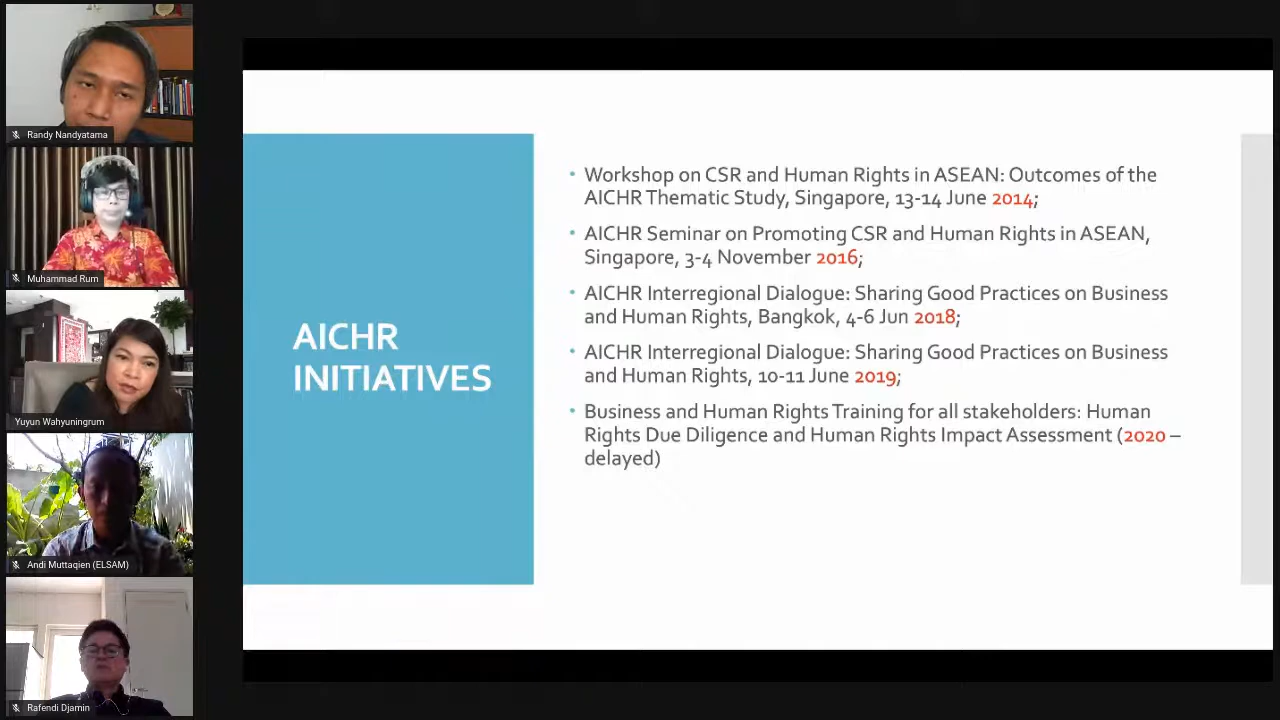 Randy Nandyatama
Muhammad Rum
Yuyun Wahyuningrum
Andi Muttaqien (ELSAM)
Rafendi Djamin
AICHR
INITIATIVES
• Workshop on CSR and Human Rights in ASEAN: Outcomes of the
AICHR Thematic Study, Singapore, 13-14 June 2014;
• AICHR Seminar on Promoting CSR and Human Rights in ASEAN,
Singapore, 3-4 November 2016;
• AICHR Interregional Dialogue: Sharing Good Practices on Business
and Human Rights, Bangkok, 4-6 Jun 2018;
• AICHR Interregional Dialogue: Sharing Good Practices on Business
and Human Rights, 10-11 June 2019;
• Business and Human Rights Training for all stakeholders: Human
Rights Due Diligence and Human Rights Impact Assessment (2020 –
delayed)